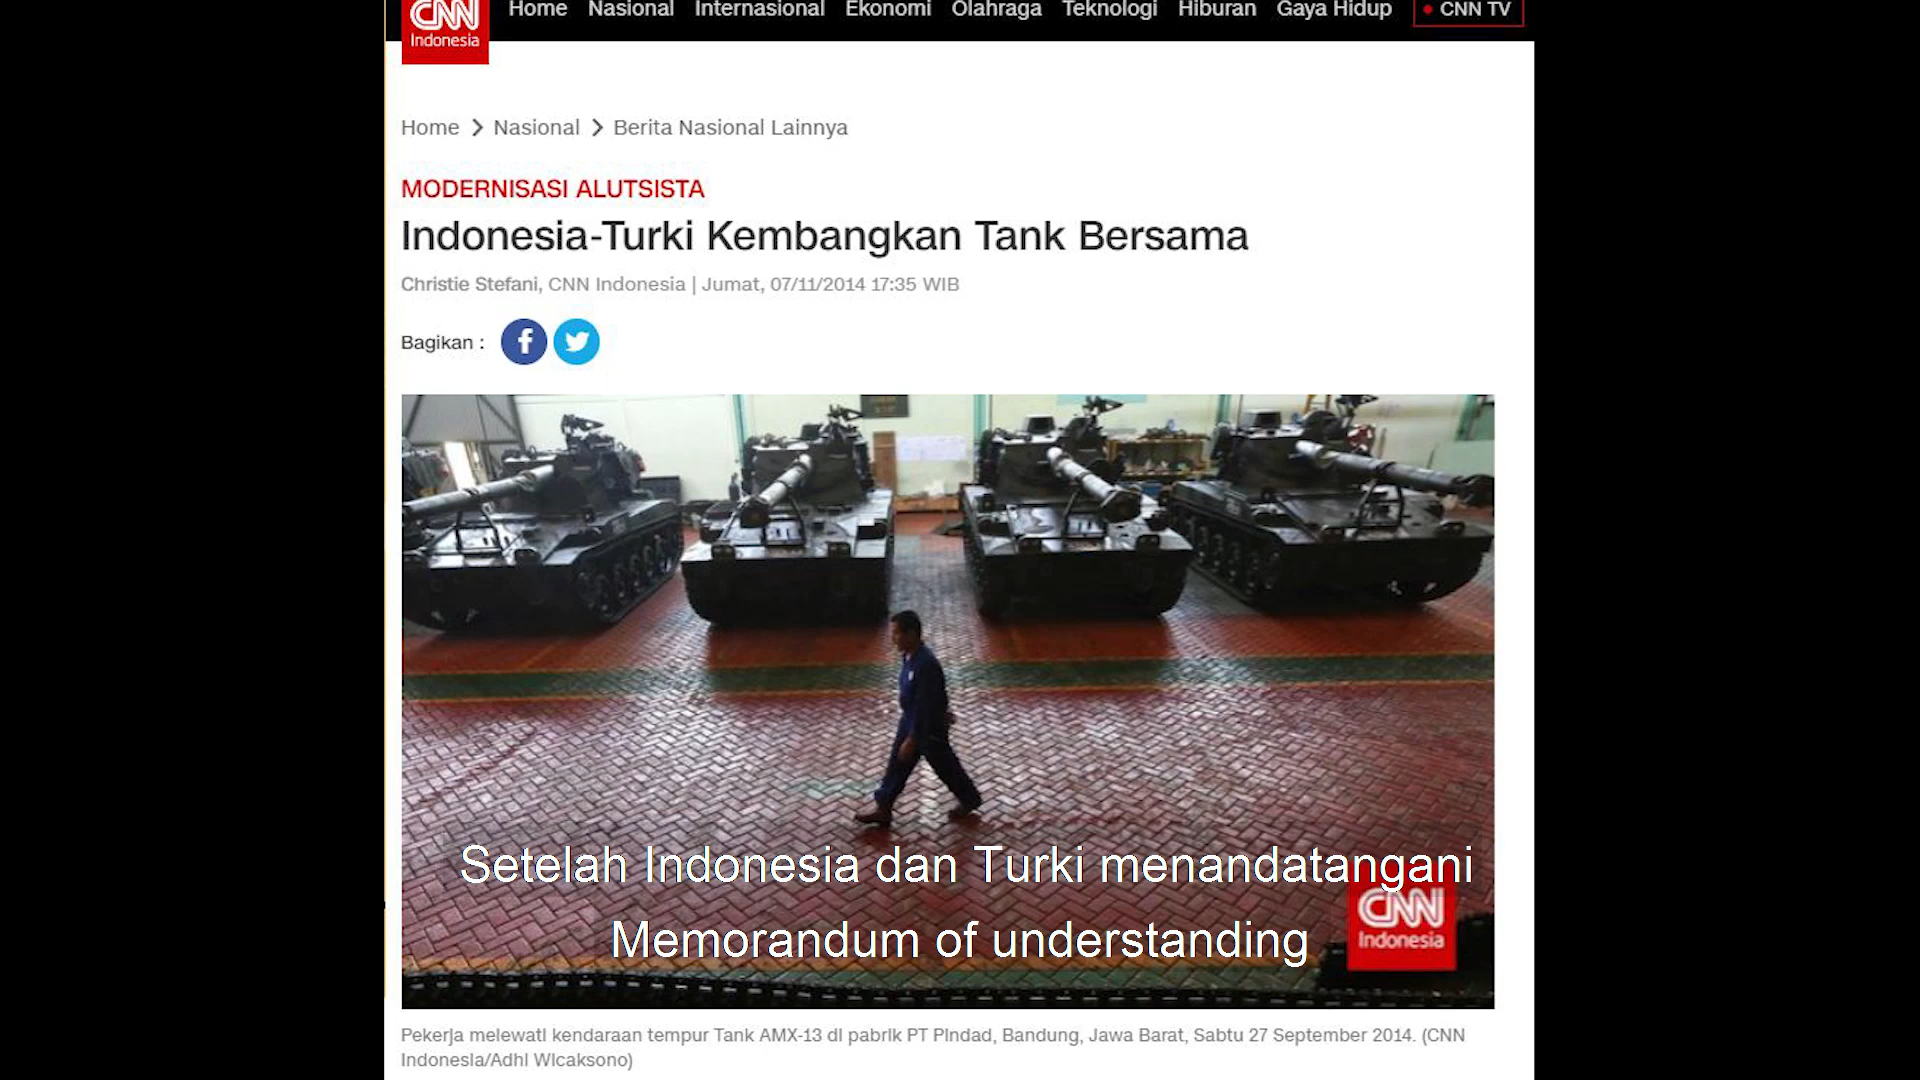 CNN Indonesia
Home Nasional Internasional Ekonomi Olahraga Teknologi Hiburan Gaya Hidup CNN TV
Home > Nasional > Berita Nasional Lainnya
MODERNISASI ALUTSISTA
Indonesia-Turki Kembangkan Tank Bersama
Christie Stefani, CNN Indonesia | Jumat, 07/11/2014 17:35 WIB
Bagikan :
Setelah Indonesia dan Turki menandatangani
Memorandum of understanding
CNN Indonesia
Pekerja melewati kendaraan tempur Tank AMX-13 di pabrik PT Pindad, Bandung, Jawa Barat, Sabtu 27 September 2014. (CNN
Indonesia/Adhi Wicaksono)